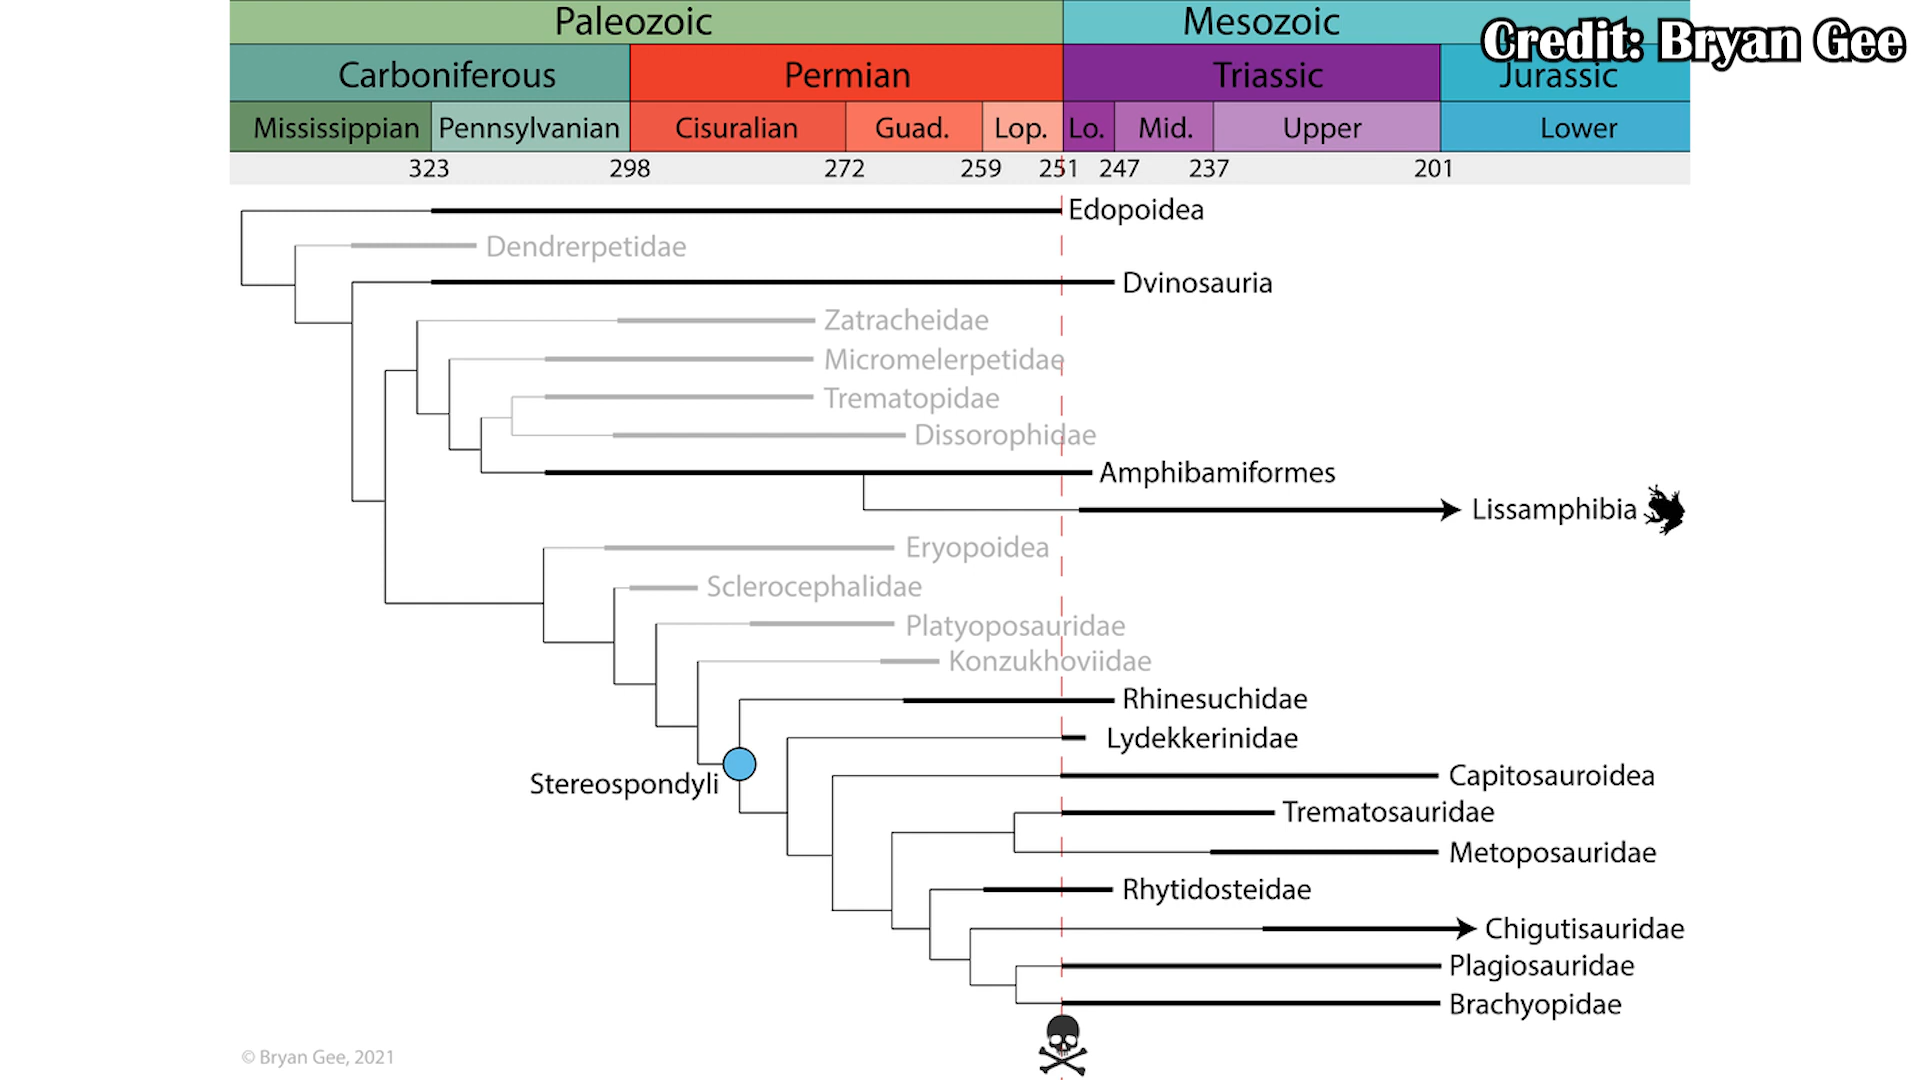 Paleozoic Mesozoic
Credit: Bryan Gee
Carboniferous Permian Triassic Jurassic
Mississippian Pennsylvanian Cisuralian Guad. Lop. Lo. Mid. Upper Lower
323 298 272 259 251 247 237 201
Edopoidea
Dendrerpetidae
Dvinosauria
Zatracheidae
Micromelerpetidae
Trematopidae
Dissorophidae
Amphibamiformes
Lissamphibia
Eryopoidea
Sclerocephalidae
Platyoposauridae
Konzukhoviidae
Rhinesuchidae
Lydekkerinidae
Stereospondyli
Capitosauroidea
Trematosauridae
Metoposauridae
Rhytidosteidae
Chigutisauridae
Plagiosauridae
Brachyopidae
© Bryan Gee, 2021